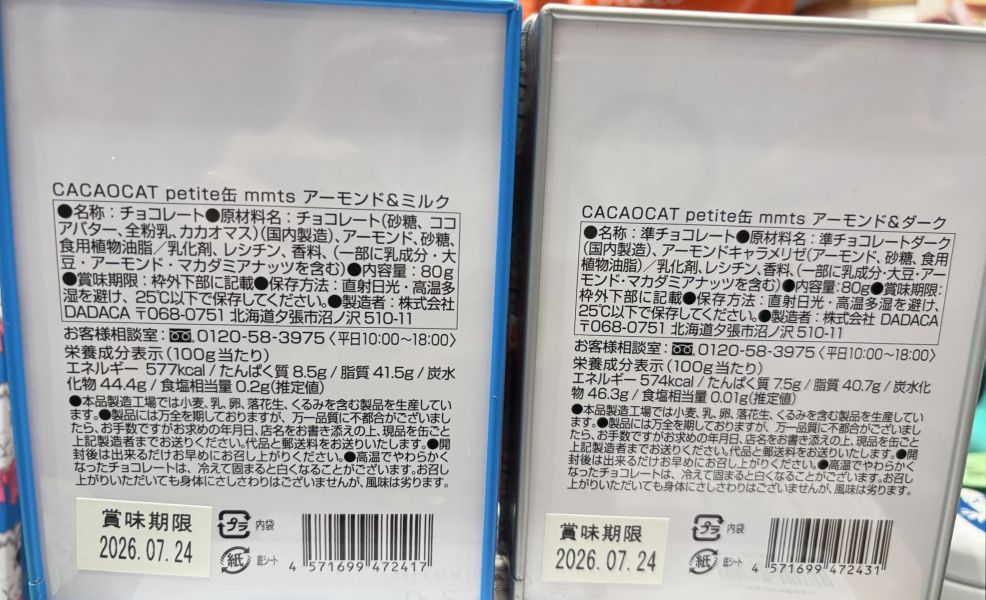 CACAOCAT petite缶 mmts アーモンド&ミルク
●名称：チョコレート●原材料名：チョコレート(砂糖、ココ
アバター、全粉乳、カカオマス)(国内製造)、アーモンド、砂糖、
食用植物油脂／乳化剤、レシチン、香料、(一部に乳成分・大
豆・アーモンド・マカダミアナッツを含む)●内容量：80g
●賞味期限：枠外下部に記載●保存方法：直射日光・高温多
湿を避け、25℃以下で保存してください。●製造者：株式会社
DADACA 〒068-0751 北海道夕張市沼ノ沢 510-11
お客様相談室：0120-58-3975〈平日10:00〜18:00〉
栄養成分表示(100g当たり)
エネルギー 577kcal / たんぱく質 8.5g / 脂質 41.5g / 炭水
化物 44.4g / 食塩相当量 0.2g(推定値)
●本品製造工場では小麦、乳、卵、落花生、くるみを含む製品を生産してい
ます。●製品には万全を期しておりますが、万一品質に不都合がございまし
たら、お手数ですがお求めの年月日、店名をお書き添えの上、現品を缶ごと
上記製造者までお送りください。代品と郵送料をお送りいたします。●開
封後は出来るだけお早めにお召し上がりください。●高温でやわらかく
なったチョコレートは、冷えて固まると白くなることがございます。お召し
上がりいただいても身体にさしさわりはございませんが、風味は劣ります。
賞味期限
2026.07.24
プラ 内袋
紙 底シート
4 571699 472417
CACAOCAT petite缶 mmts アーモンド&ダーク
●名称：準チョコレート●原材料名：準チョコレートダーク
(国内製造)、アーモンドキャラメリゼ(アーモンド、砂糖、食用
植物油脂)／乳化剤、レシチン、香料、(一部に乳成分・大豆・アー
モンド・マカダミアナッツを含む)●内容量：80g●賞味期限：
枠外下部に記載●保存方法：直射日光・高温多湿を避け、
25℃以下で保存してください。●製造者：株式会社 DADACA
〒068-0751 北海道夕張市沼ノ沢 510-11
お客様相談室：0120-58-3975〈平日10:00〜18:00〉
栄養成分表示(100g当たり)
エネルギー 574kcal / たんぱく質 7.5g / 脂質 40.7g / 炭水化
物 46.3g / 食塩相当量 0.01g(推定値)
●本品製造工場では小麦、乳、卵、落花生、くるみを含む製品を生産してい
ます。●製品には万全を期しておりますが、万一品質に不都合がございまし
たら、お手数ですがお求めの年月日、店名をお書き添えの上、現品を缶ごと
上記製造者までお送りください。代品と郵送料をお送りいたします。●開
封後は出来るだけお早めにお召し上がりください。●高温でやわらかく
なったチョコレートは、冷えて固まると白くなることがございます。お召し
上がりいただいても身体にさしさわりはございませんが、風味は劣ります。
賞味期限
2026.07.24
プラ 内袋
紙 底シート
4 571699 472431